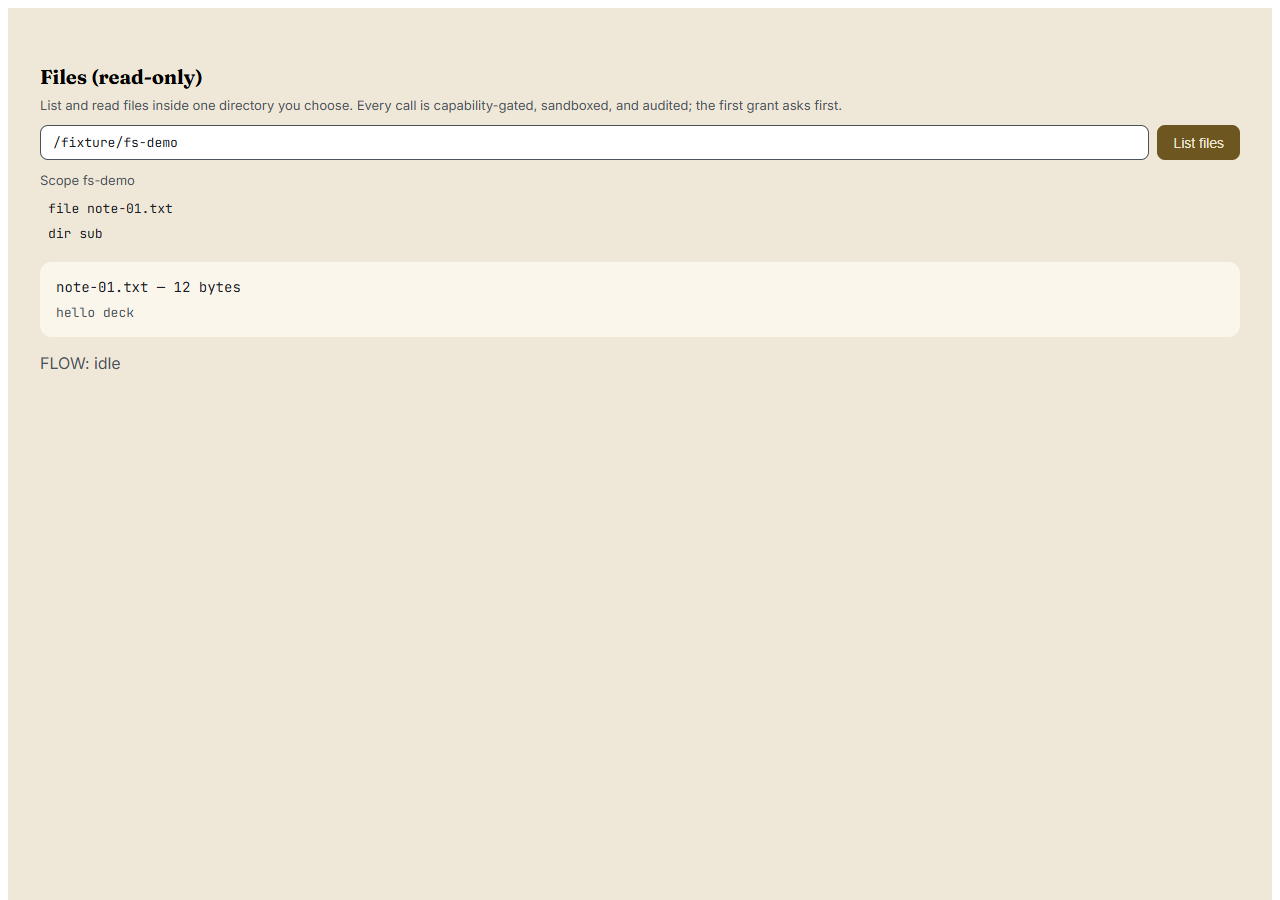 Files (read-only)
List and read files inside one directory you choose. Every call is capability-gated, sandboxed, and audited; the first grant asks first.
/fixture/fs-demo
List files
Scope fs-demo
file note-01.txt
dir sub
note-01.txt — 12 bytes
hello deck
FLOW: idle